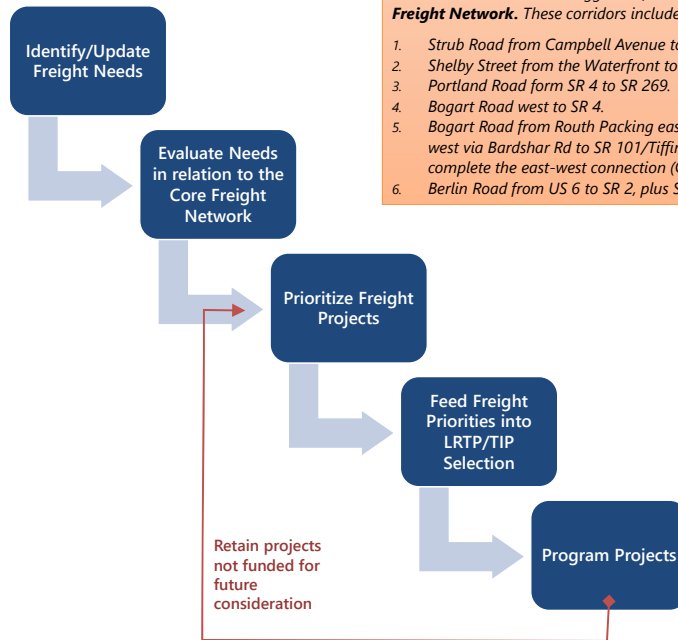 Identify/Update
Freight Needs
Freight Network. These corridors include
1. Strub Road from Campbell Avenue to
2. Shelby Street from the Waterfront to
3. Portland Road form SR 4 to SR 269.
4. Bogart Road west to SR 4.
5. Bogart Road from Routh Packing eas
west via Bardshar Rd to SR 101/Tiffin
complete the east-west connection (
6. Berlin Road from US 6 to SR 2, plus S
Evaluate Needs
in relation to the
Core Freight
Network
Prioritize Freight
Projects
Feed Freight
Priorities into
LRTP/TIP
Selection
Program Projects
Retain projects
not funded for
future
consideration